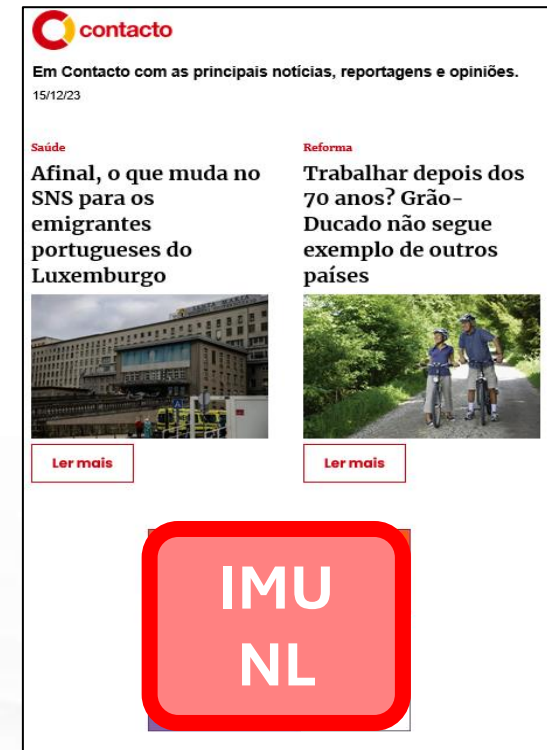 contacto
Em Contacto com as principais notícias, reportagens e opiniões.
15/12/23
Saúde
Afinal, o que muda no
SNS para os
emigrantes
portugueses do
Luxemburgo
Ler mais
Reforma
Trabalhar depois dos
70 anos? Grão-
Ducado não segue
exemplo de outros
países
Ler mais
IMU
NL